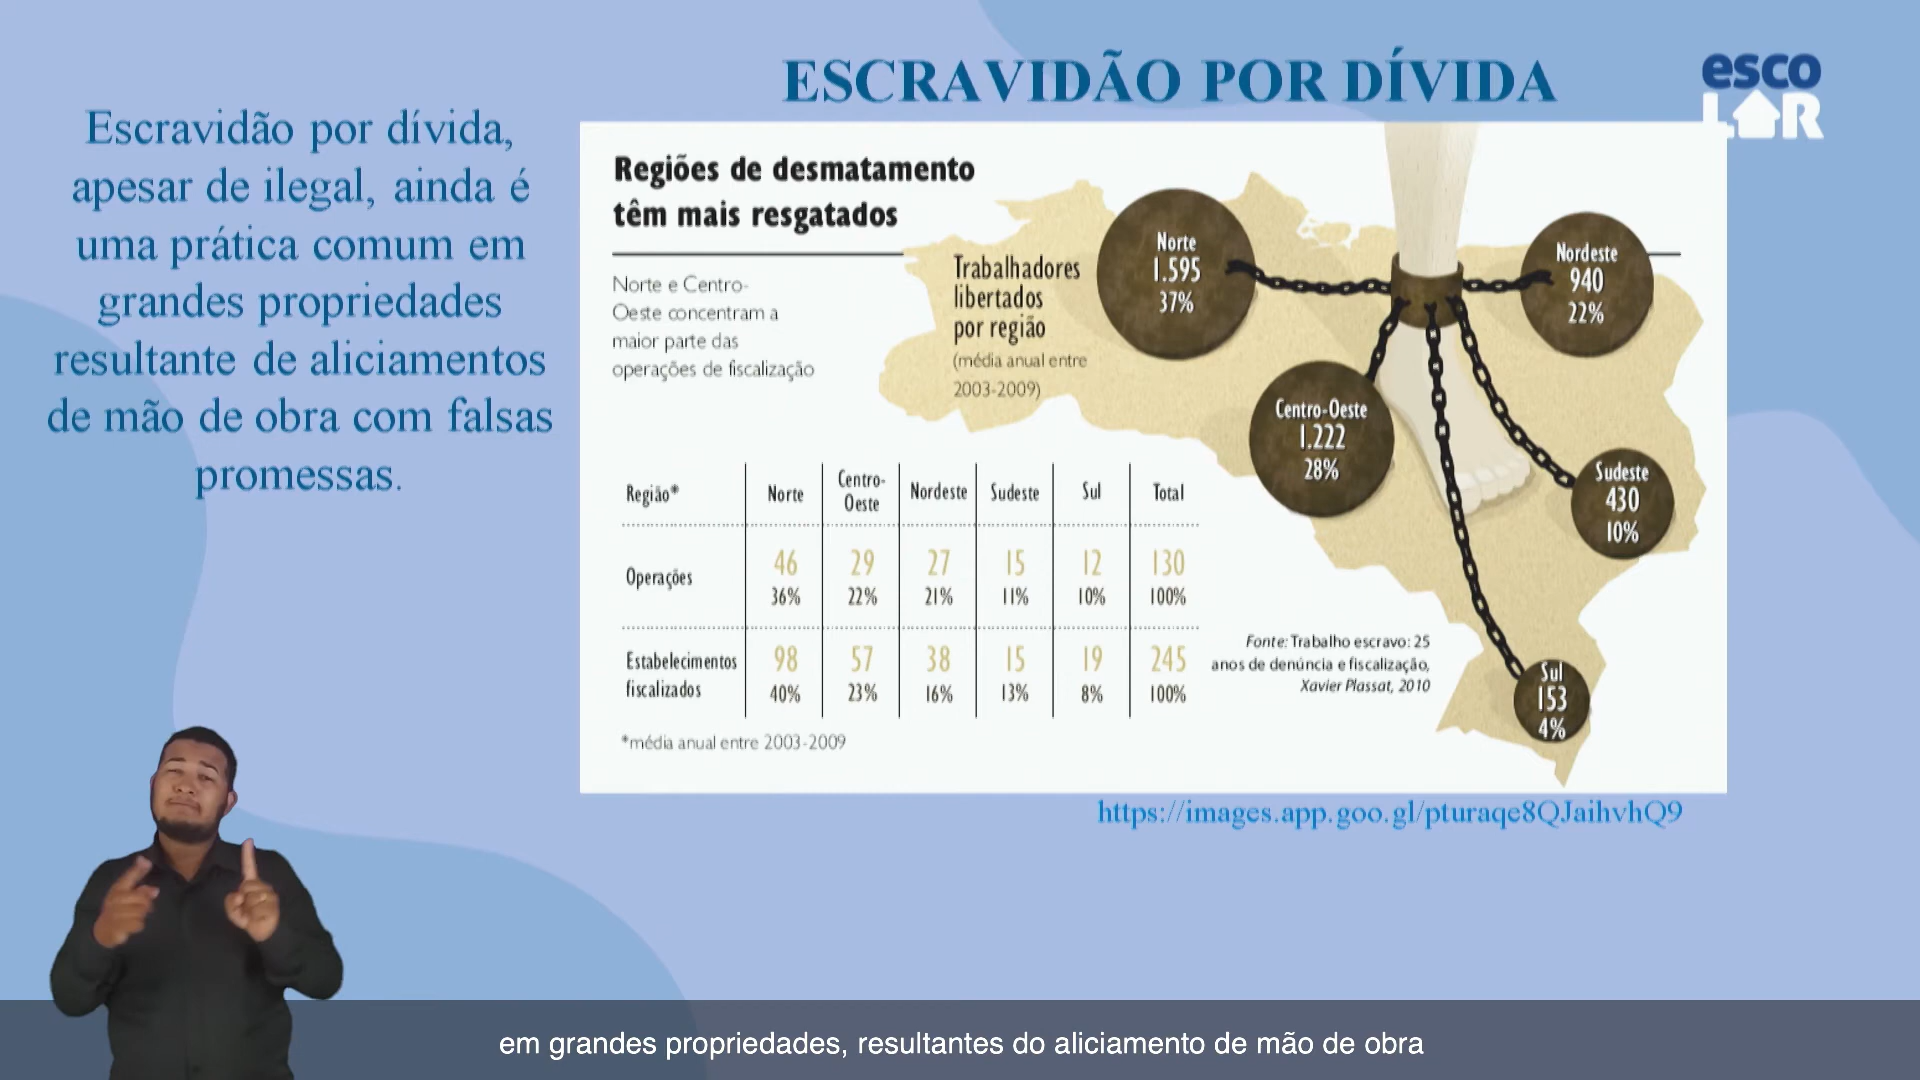 ESCRAVIDÃO POR DÍVIDA
esco
LAR
Escravidão por dívida,
apesar de ilegal, ainda é
uma prática comum em
grandes propriedades
resultante de aliciamentos
de mão de obra com falsas
promessas.
Regiões de desmatamento
têm mais resgatados
Norte e Centro-
Oeste concentram a
maior parte das
operações de fiscalização
Trabalhadores
libertados
por região
(média anual entre
2003-2009)
Norte
1.595
37%
Nordeste
940
22%
Centro-Oeste
1.222
28%
Sudeste
430
10%
Sul
153
4%
Região* Norte Centro-Oeste Nordeste Sudeste Sul Total
Operações 46 29 27 15 12 130
36% 22% 21% 11% 10% 100%
Estabelecimentos fiscalizados 98 57 38 15 19 245
40% 23% 16% 13% 8% 100%
*média anual entre 2003-2009
Fonte: Trabalho escravo: 25
anos de denúncia e fiscalização,
Xavier Plassat, 2010
https://images.app.goo.gl/pturaqe8QJaihvhQ9
em grandes propriedades, resultantes do aliciamento de mão de obra